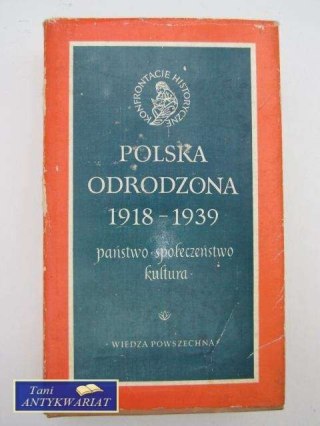 KONFRONTACJE HISTORYCZNE
POLSKA
ODRODZONA
1918 - 1939
państwo · społeczeństwo
kultura
· WIEDZA POWSZECHNA ·
Tani
ANTYKWARIAT